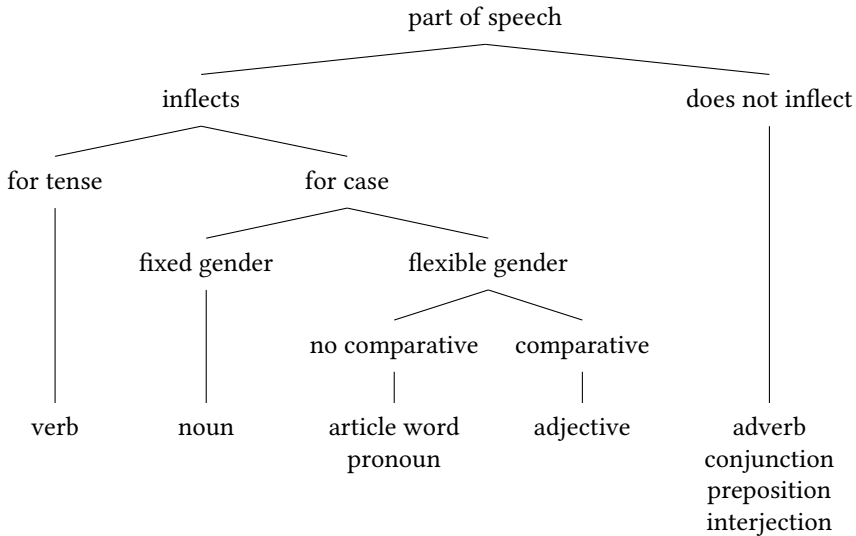 part of speech
inflects
does not inflect
for tense
for case
fixed gender
flexible gender
no comparative
comparative
verb
noun
article word
pronoun
adjective
adverb
conjunction
preposition
interjection